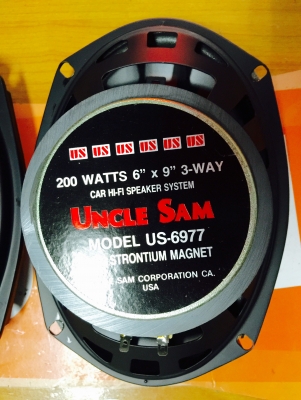 US US US US US US
200 WATTS 6" x 9" 3-WAY
CAR HI-FI SPEAKER SYSTEM
UNCLE SAM
MODEL US-6977
STRONTIUM MAGNET
SAM CORPORATION CA.
USA